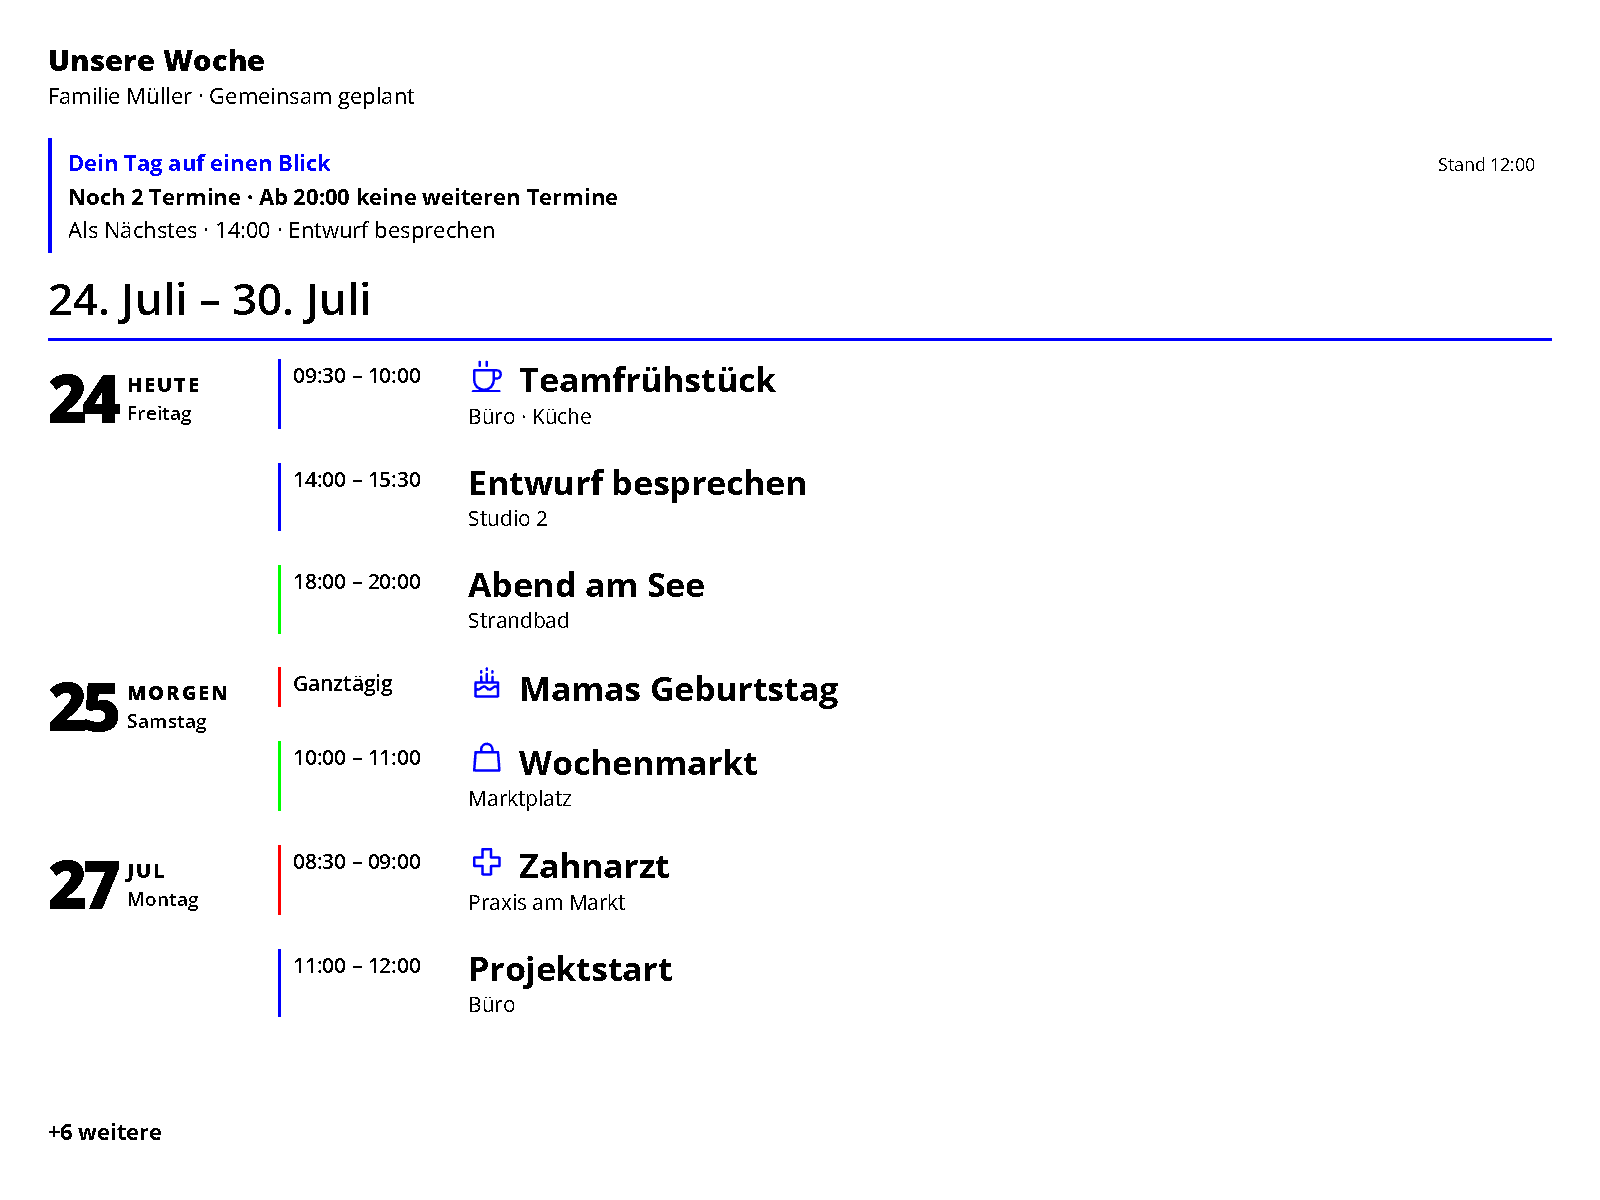 Unsere Woche
Familie Müller · Gemeinsam geplant
Dein Tag auf einen Blick
Stand 12:00
Noch 2 Termine · Ab 20:00 keine weiteren Termine
Als Nächstes · 14:00 · Entwurf besprechen
24. Juli – 30. Juli
24 HEUTE
Freitag
09:30 – 10:00
Teamfrühstück
Büro · Küche
14:00 – 15:30
Entwurf besprechen
Studio 2
18:00 – 20:00
Abend am See
Strandbad
25 MORGEN
Samstag
Ganztägig
Mamas Geburtstag
10:00 – 11:00
Wochenmarkt
Marktplatz
27 JUL
Montag
08:30 – 09:00
Zahnarzt
Praxis am Markt
11:00 – 12:00
Projektstart
Büro
+6 weitere